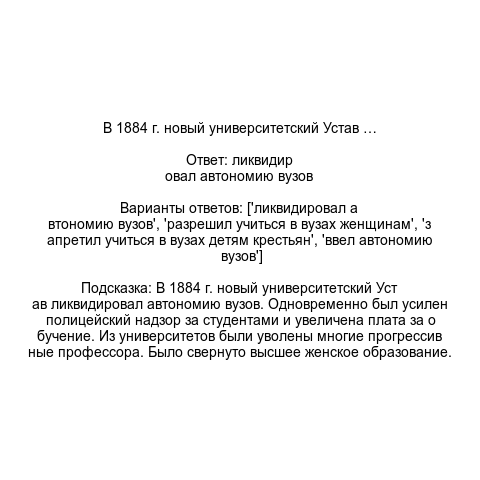 В 1884 г. новый университетский Устав …
Ответ: ликвидир
овал автономию вузов
Варианты ответов: ['ликвидировал а
втономию вузов', 'разрешил учиться в вузах женщинам', 'з
апретил учиться в вузах детям крестьян', 'ввел автономию
вузов']
Подсказка: В 1884 г. новый университетский Уст
ав ликвидировал автономию вузов. Одновременно был усилен
полицейский надзор за студентами и увеличена плата за о
бучение. Из университетов были уволены многие прогрессив
ные профессора. Было свернуто высшее женское образование.